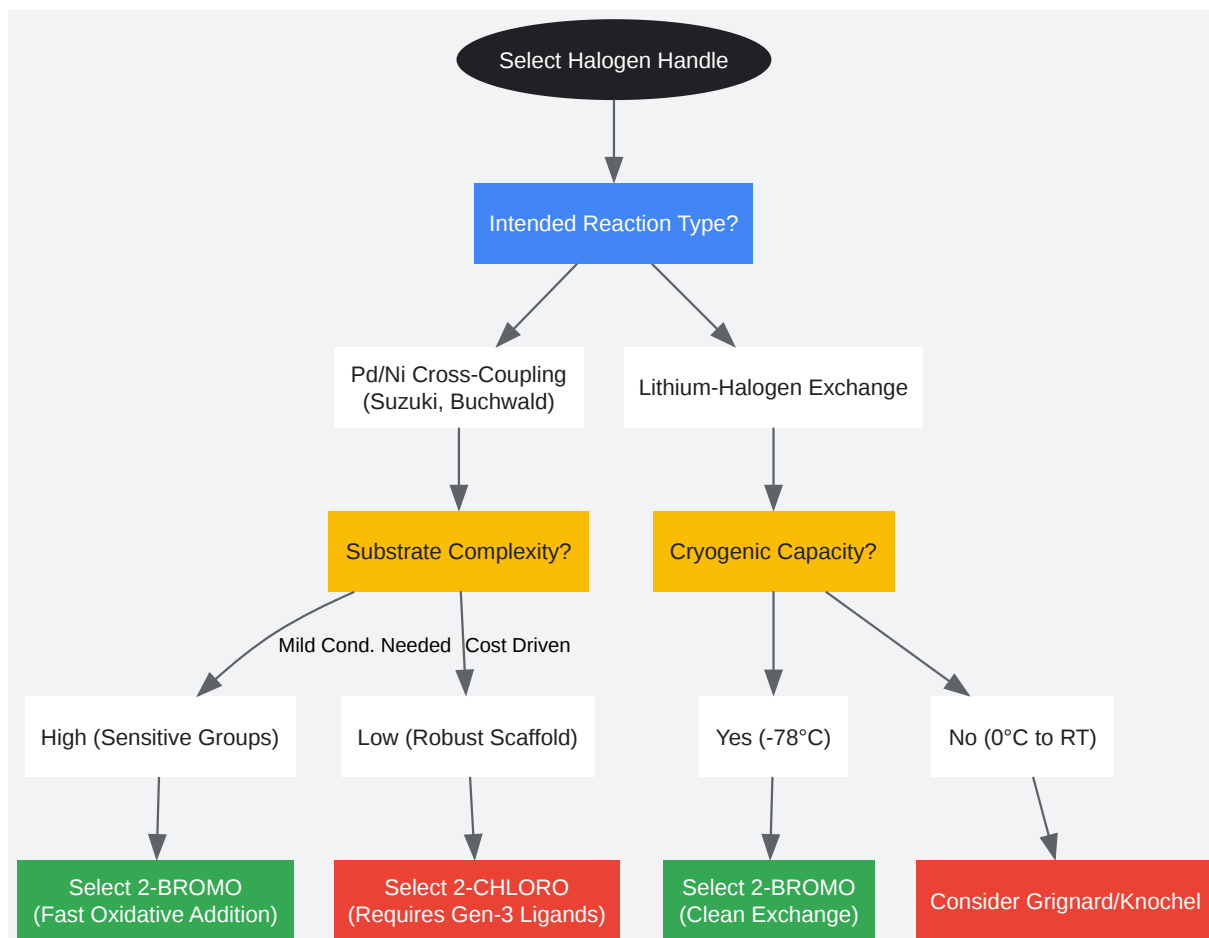 Select Halogen Handle
Intended Reaction Type?
Pd/Ni Cross-Coupling
(Suzuki, Buchwald)
Lithium-Halogen Exchange
Substrate Complexity?
Cryogenic Capacity?
Mild Cond. Needed
Cost Driven
High (Sensitive Groups)
Low (Robust Scaffold)
Yes (-78°C)
No (0°C to RT)
Select 2-BROMO
(Fast Oxidative Addition)
Select 2-CHLORO
(Requires Gen-3 Ligands)
Select 2-BROMO
(Clean Exchange)
Consider Grignard/Knochel